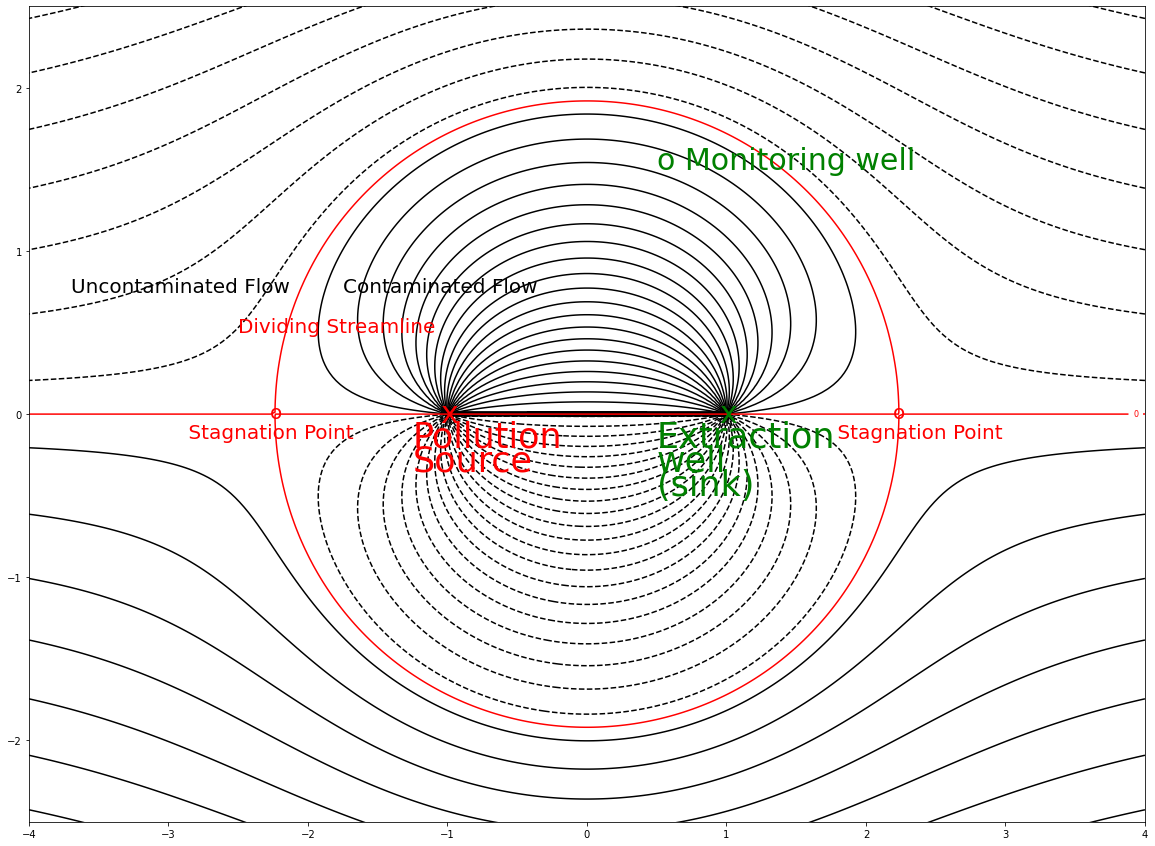 2
o Monitoring well
1
Uncontaminated Flow
Contaminated Flow
Dividing Streamline
0
0
Stagnation Point
Pollution
Source
Extraction
well
(sink)
Stagnation Point
−1
−2
−4
−3
−2
−1
0
1
2
3
4